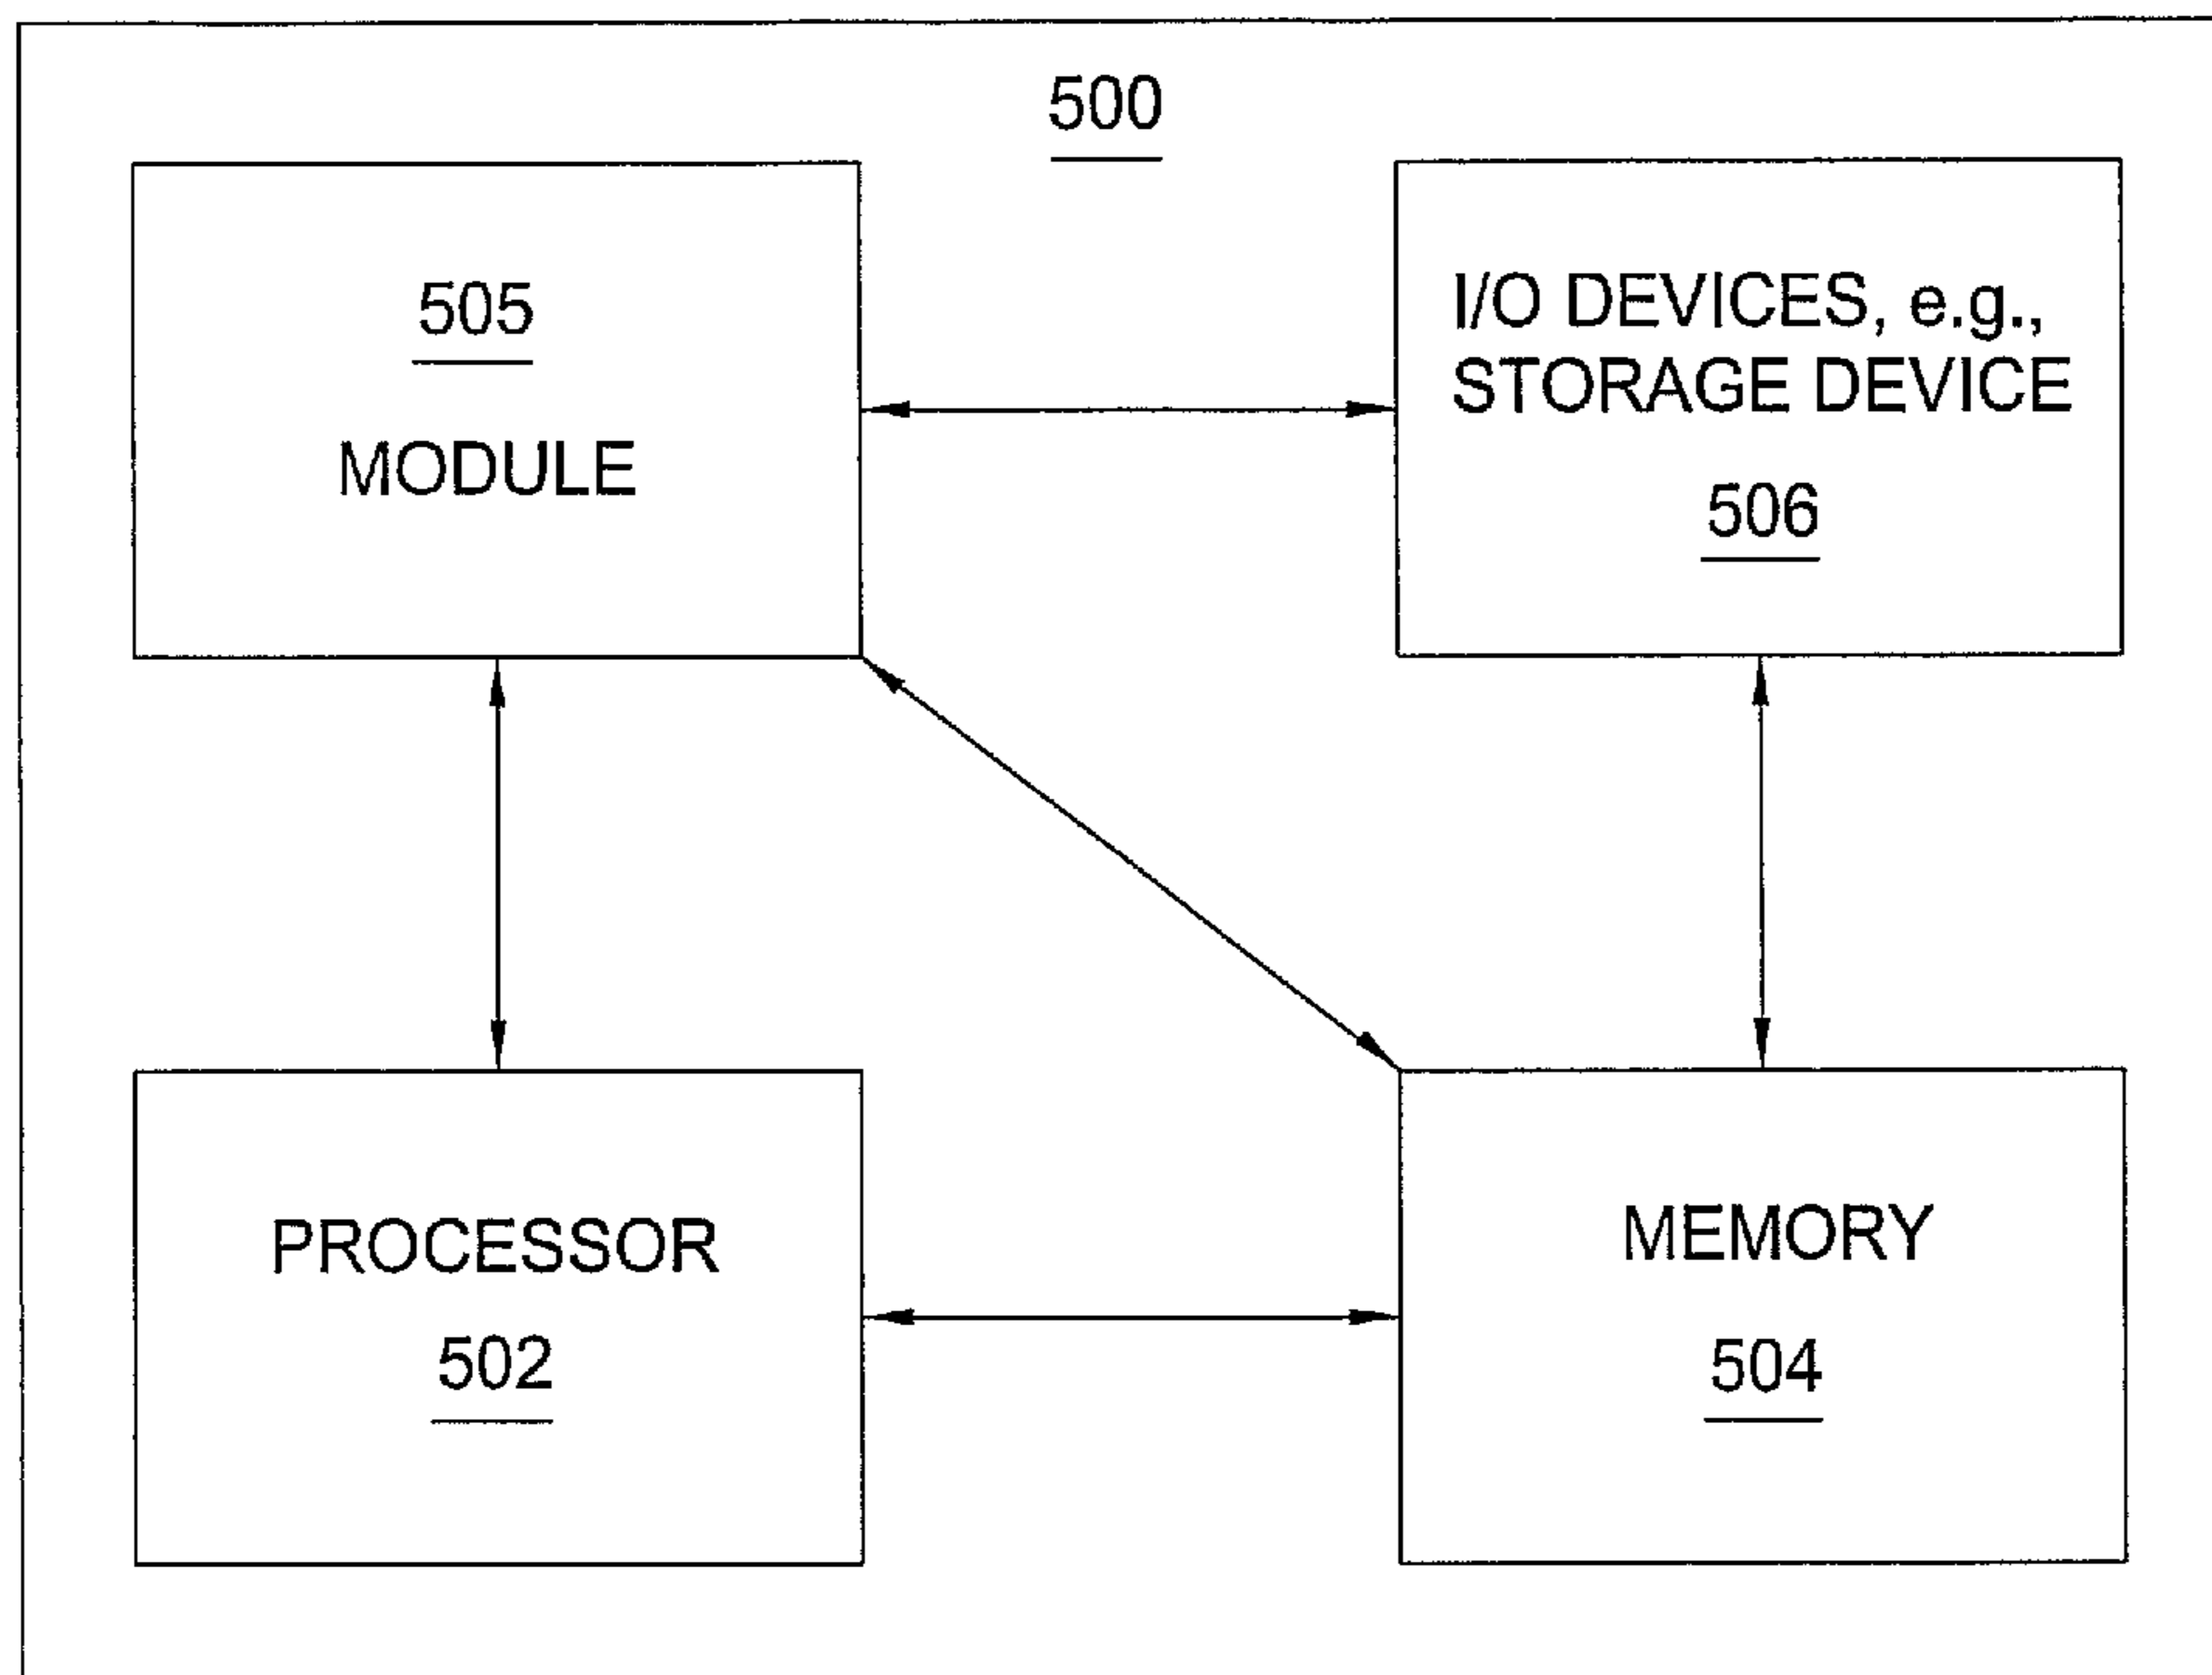 500
505
MODULE
I/O DEVICES, e.g.,
STORAGE DEVICE
506
PROCESSOR
502
MEMORY
504